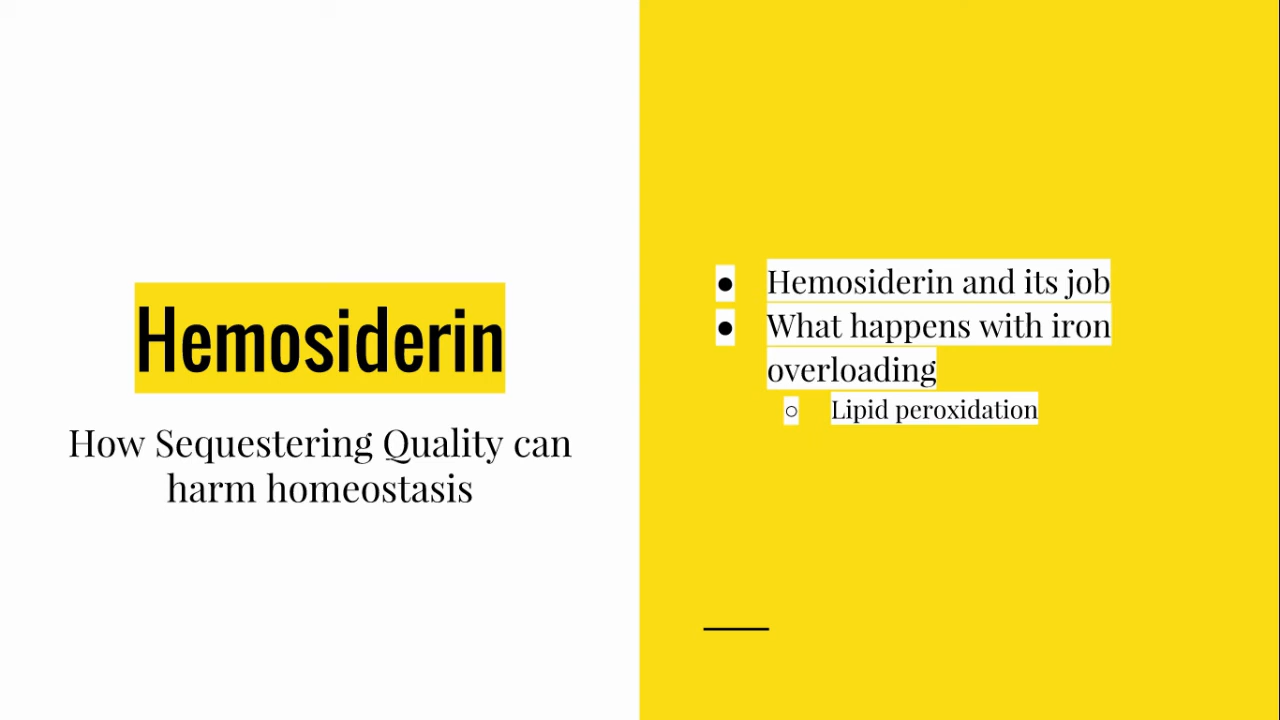 Hemosiderin
How Sequestering Quality can
harm homeostasis
● Hemosiderin and its job
● What happens with iron
overloading
○ Lipid peroxidation